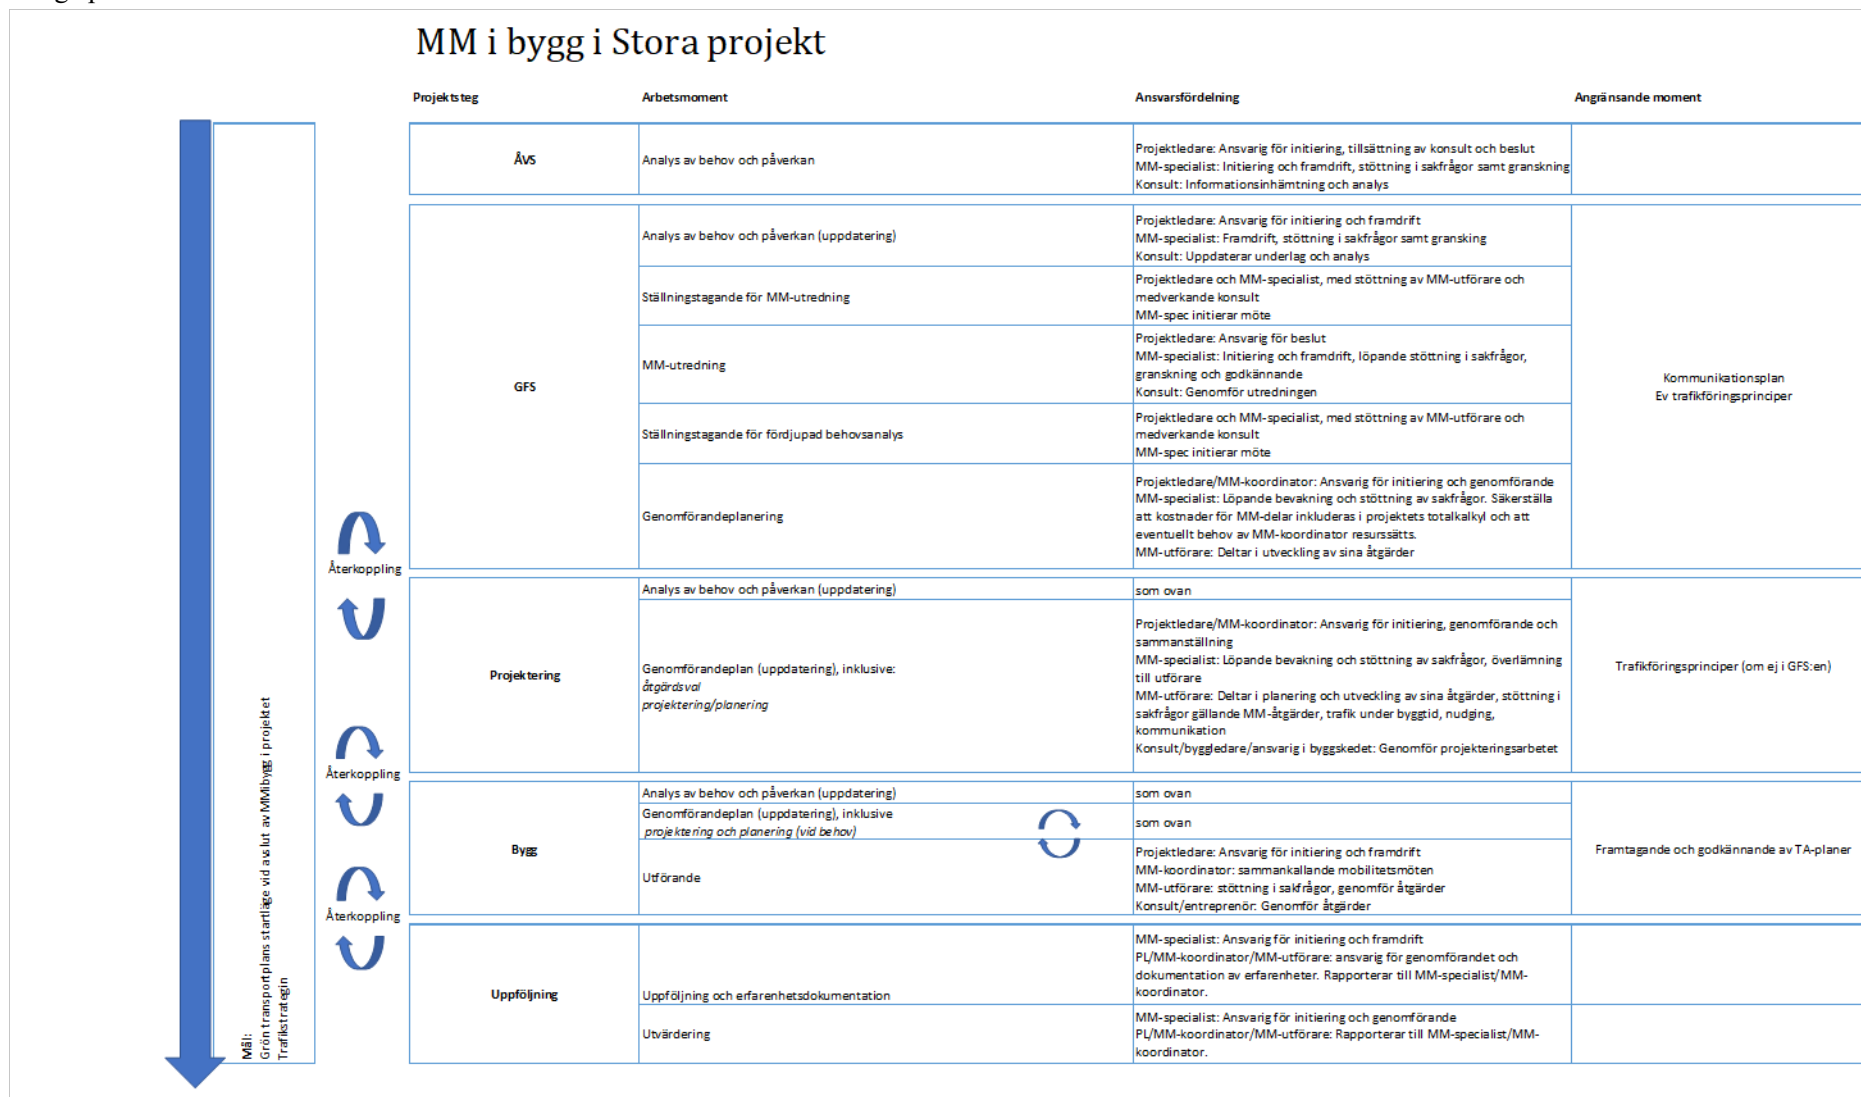 MM i bygg i Stora projekt
Projektsteg
Arbetsmoment
Ansvarsfördelning
Angränsande moment
ÅVS
Analys av behov och påverkan
Projektledare: Ansvarig för initiering, tillsättning av konsult och beslut
MM-specialist: Initiering och framdrift, stöttning i sakfrågor samt granskning
Konsult: Informationsinhämtning och analys
GFS
Analys av behov och påverkan (uppdatering)
Projektledare: Ansvarig för initiering och framdrift
MM-specialist: Framdrift, stöttning i sakfrågor samt gransking
Konsult: Uppdaterar underlag och analys
Ställningstagande för MM-utredning
Projektledare och MM-specialist, med stöttning av MM-utförare och
medverkande konsult
MM-spec initierar möte
MM-utredning
Projektledare: Ansvarig för beslut
MM-specialist: Initiering och framdrift, löpande stöttning i sakfrågor,
granskning och godkännande
Konsult: Genomför utredningen
Ställningstagande för fördjupad behovsanalys
Projektledare och MM-specialist, med stöttning av MM-utförare och
medverkande konsult
MM-spec initierar möte
Genomförandeplanering
Projektledare/MM-koordinator: Ansvarig för initiering och genomförande
MM-specialist: Löpande bevakning och stöttning av sakfrågor. Säkerställa
att kostnader för MM-delar inkluderas i projektets totalkalkyl och att
eventuellt behov av MM-koordinator resurssätts.
MM-utförare: Deltar i utveckling av sina åtgärder
Kommunikationsplan
Ev trafikföringsprinciper
Återkoppling
Projektering
Analys av behov och påverkan (uppdatering)
som ovan
Genomförandeplan (uppdatering), inklusive:
åtgärdsval
projektering/planering
Projektledare/MM-koordinator: Ansvarig för initiering, genomförande och
sammanställning
MM-specialist: Löpande bevakning och stöttning av sakfrågor, överlämning
till utförare
MM-utförare: Deltar i planering och utveckling av sina åtgärder, stöttning i
sakfrågor gällande MM-åtgärder, trafik under byggtid, nudging,
kommunikation
Konsult/byggledare/ansvarig i byggskedet: Genomför projekteringsarbetet
Trafikföringsprinciper (om ej i GFS:en)
Återkoppling
Bygg
Analys av behov och påverkan (uppdatering)
som ovan
Genomförandeplan (uppdatering), inklusive
projektering och planering (vid behov)
som ovan
Utförande
Projektledare: Ansvarig för initiering och framdrift
MM-koordinator: sammankallande mobilitetsmöten
MM-utförare: stöttning i sakfrågor, genomför åtgärder
Konsult/entreprenör: Genomför åtgärder
Framtagande och godkännande av TA-planer
Återkoppling
Uppföljning
Uppföljning och erfarenhetsdokumentation
MM-specialist: Ansvarig för initiering och framdrift
PL/MM-koordinator/MM-utförare: ansvarig för genomförandet och
dokumentation av erfarenheter. Rapporterar till MM-specialist/MM-
koordinator.
Utvärdering
MM-specialist: Ansvarig för initiering och genomförande
PL/MM-koordinator/MM-utförare: Rapporterar till MM-specialist/MM-
koordinator.
Mål:
Grön transportplans startläge vid avslut av MMibygg i projektet
Trafikstrategin